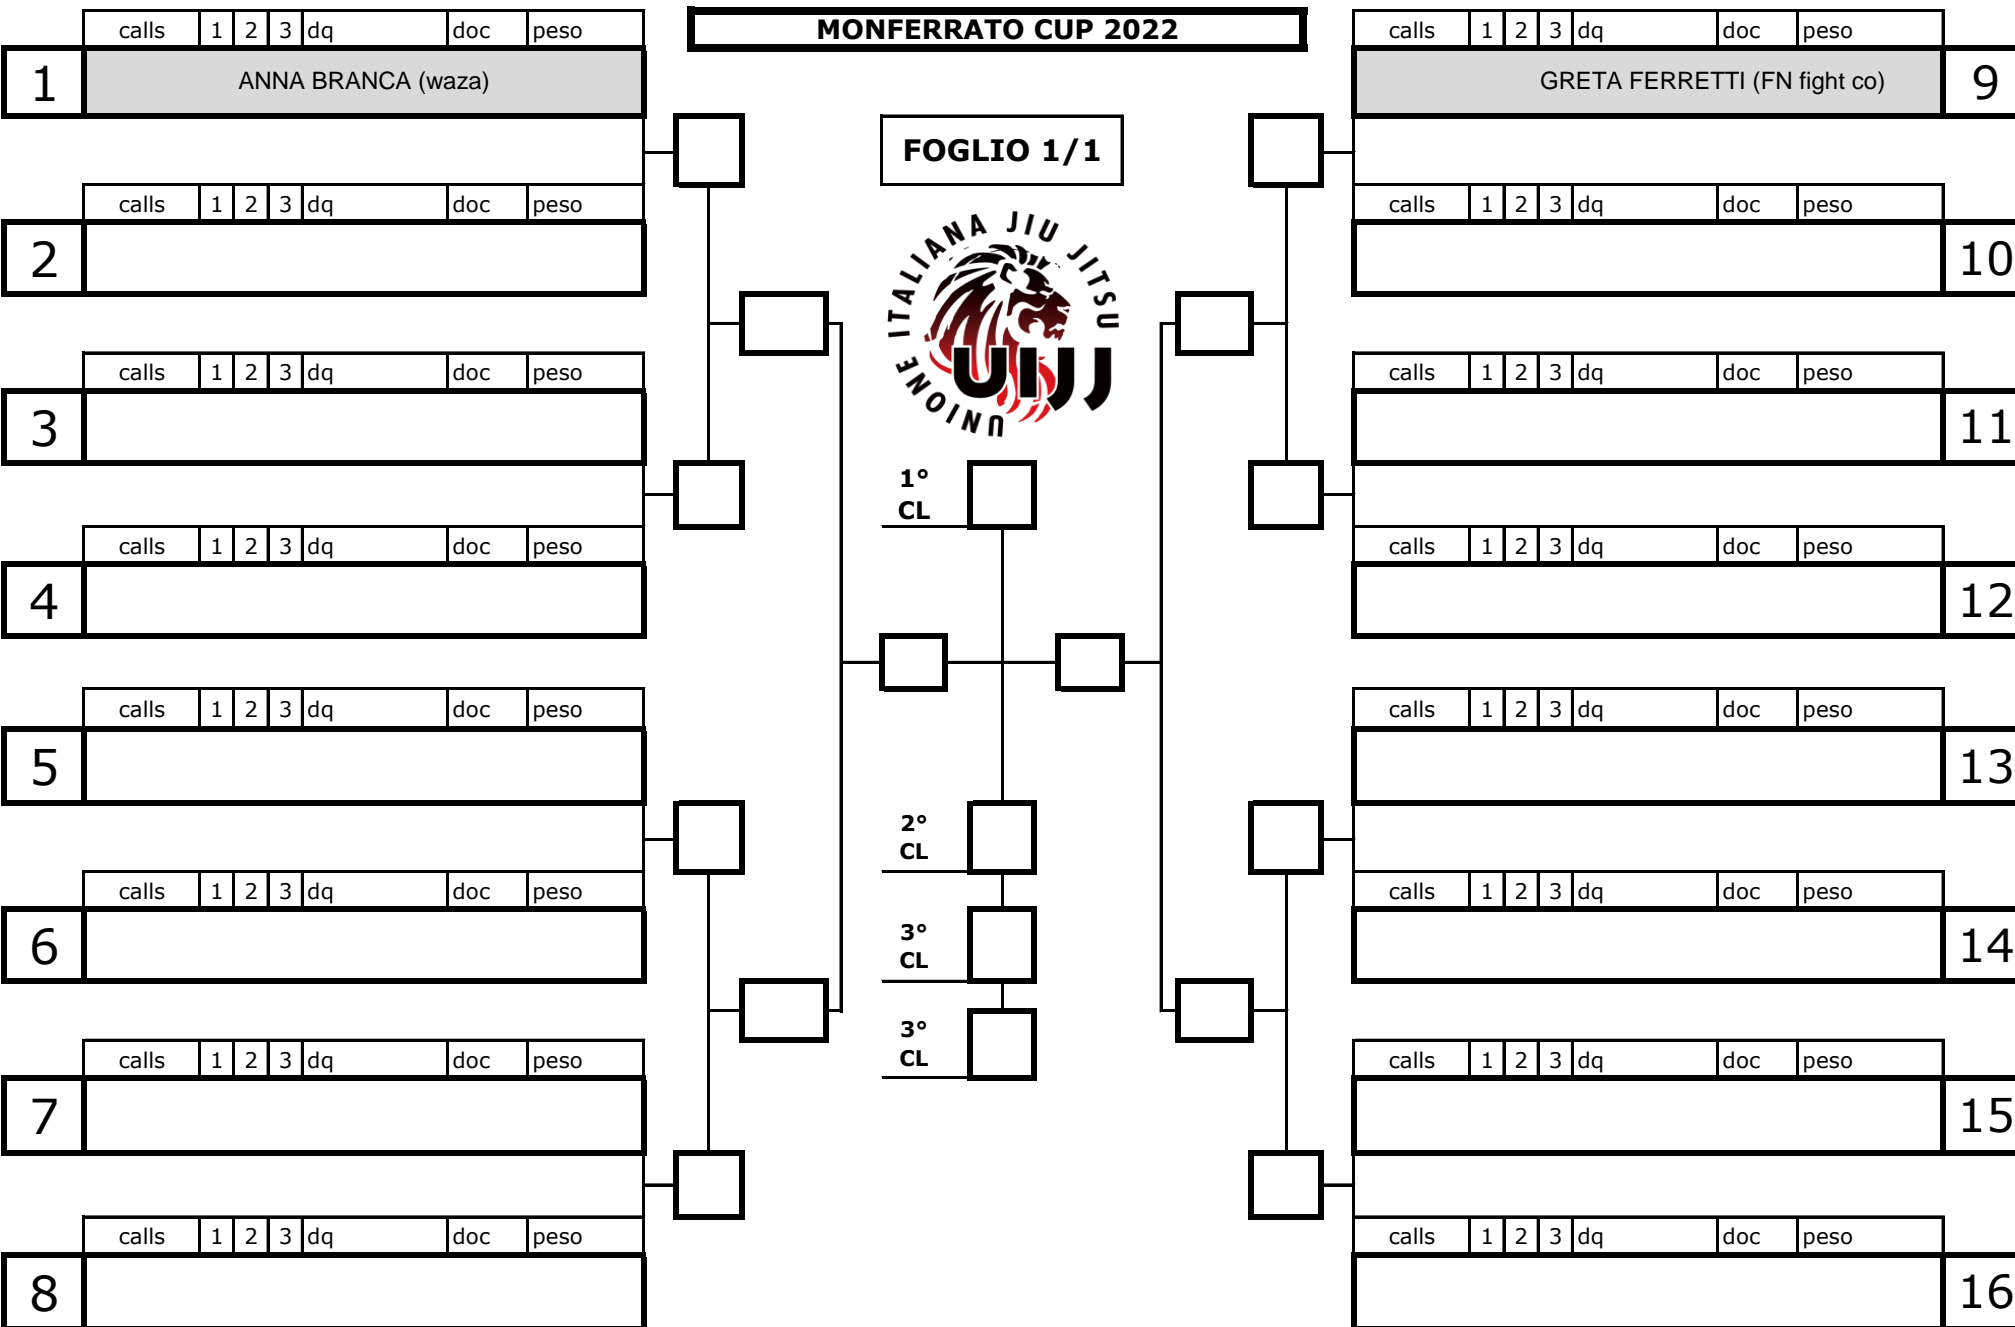 MONFERRATO CUP 2022
calls 1 2 3 dq doc peso
1 ANNA BRANCA (waza)
calls 1 2 3 dq doc peso
2
calls 1 2 3 dq doc peso
3
calls 1 2 3 dq doc peso
4
calls 1 2 3 dq doc peso
5
calls 1 2 3 dq doc peso
6
calls 1 2 3 dq doc peso
7
calls 1 2 3 dq doc peso
8
FOGLIO 1/1
UNIONE ITALIANA JIU JITSU
UIJJ
1°
CL
2°
CL
3°
CL
3°
CL
calls 1 2 3 dq doc peso
GRETA FERRETTI (FN fight co) 9
calls 1 2 3 dq doc peso
10
calls 1 2 3 dq doc peso
11
calls 1 2 3 dq doc peso
12
calls 1 2 3 dq doc peso
13
calls 1 2 3 dq doc peso
14
calls 1 2 3 dq doc peso
15
calls 1 2 3 dq doc peso
16